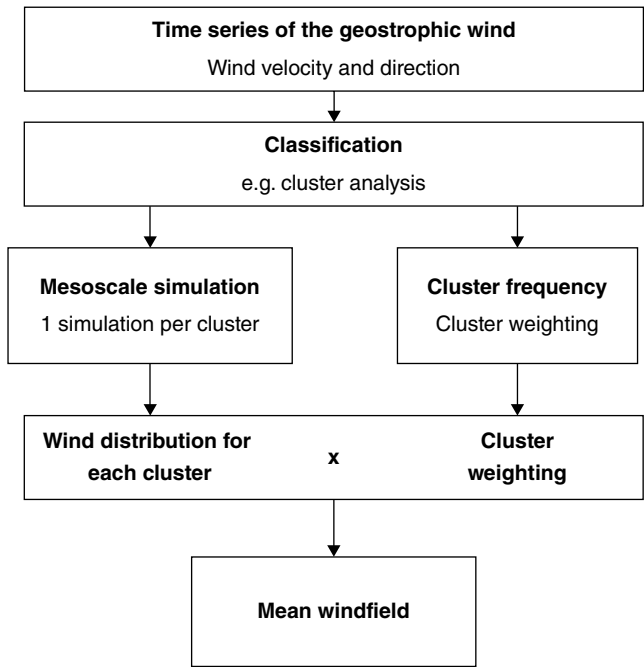 Time series of the geostrophic wind
Wind velocity and direction
Classification
e.g. cluster analysis
Mesoscale simulation
1 simulation per cluster
Cluster frequency
Cluster weighting
Wind distribution for
each cluster
x
Cluster
weighting
Mean windfield